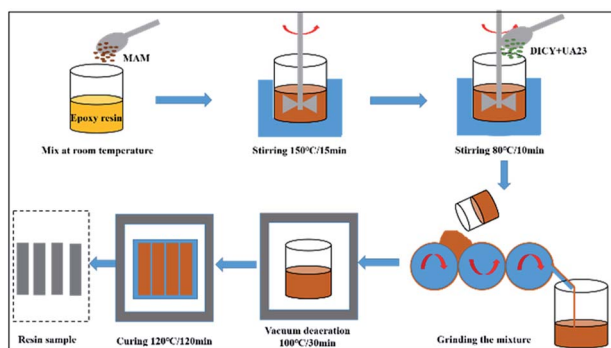 MAM
Epoxy resin
Mix at room temperature
Stirring 150℃/15min
DICY+UA23
Stirring 80℃/10min
Resin sample
Curing 120℃/120min
Vacuum deaeration
100℃/30min
Grinding the mixture